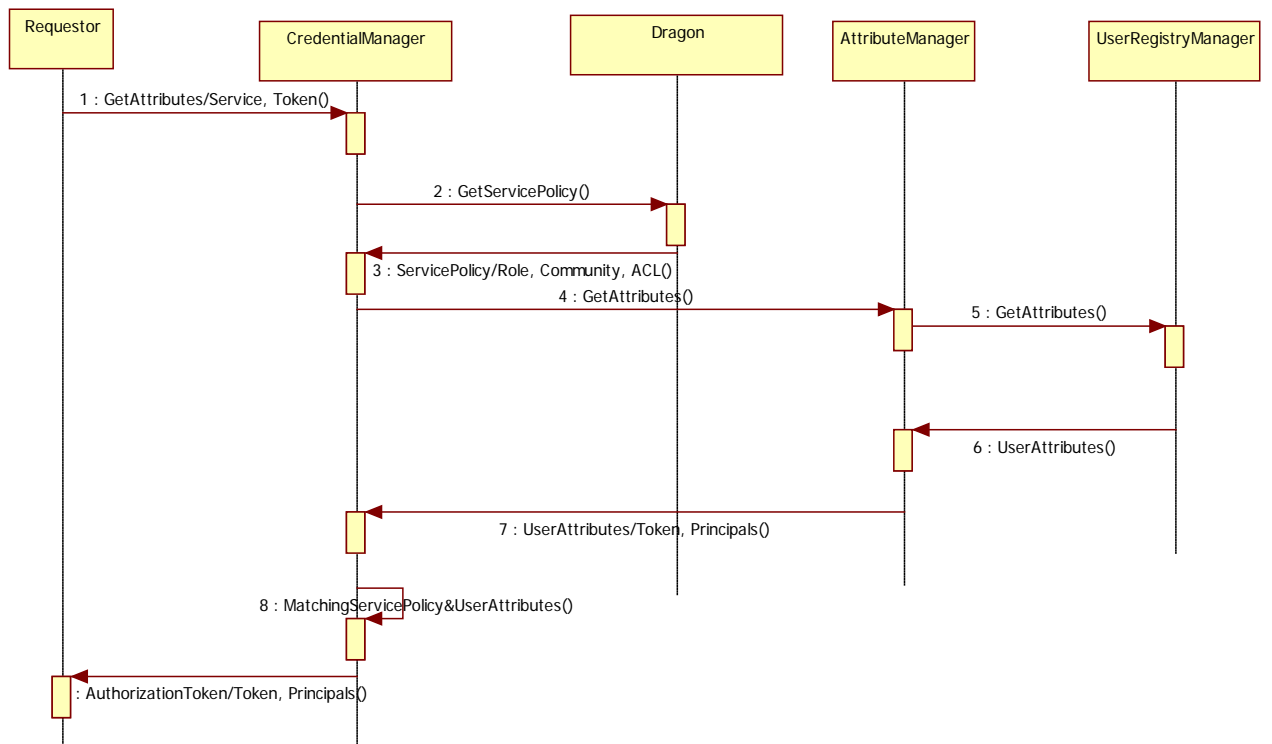 Requestor
CredentialManager
Dragon
AttributeManager
UserRegistryManager
1 : GetAttributes/Service, Token()
2 : GetServicePolicy()
3 : ServicePolicy/Role, Community, ACL()
4 : GetAttributes()
5 : GetAttributes()
6 : UserAttributes()
7 : UserAttributes/Token, Principals()
8 : MatchingServicePolicy&UserAttributes()
: AuthorizationToken/Token, Principals()